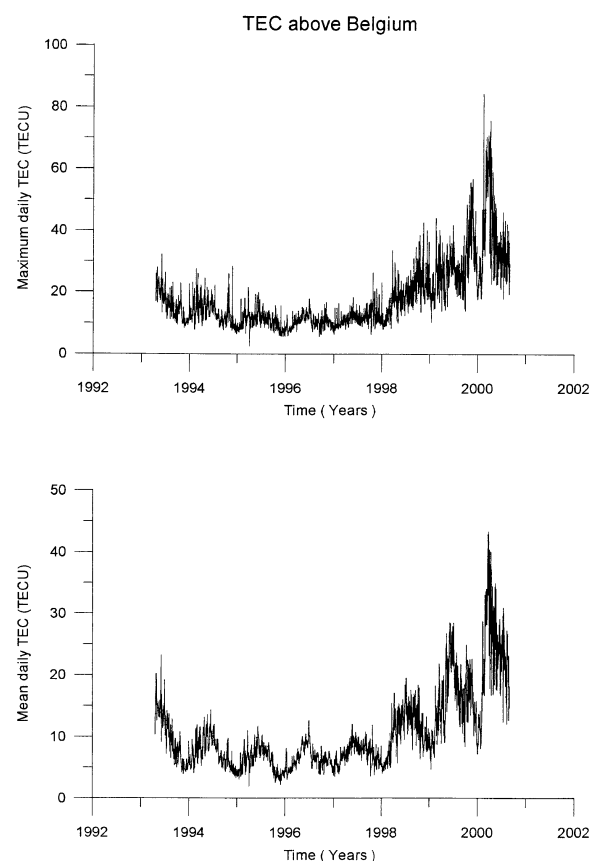 TEC above Belgium
100
80
60
40
20
0
Maximum daily TEC (TECU)
1992 1994 1996 1998 2000 2002
Time ( Years )
50
40
30
20
10
0
Mean daily TEC (TECU)
1992 1994 1996 1998 2000 2002
Time ( Years )